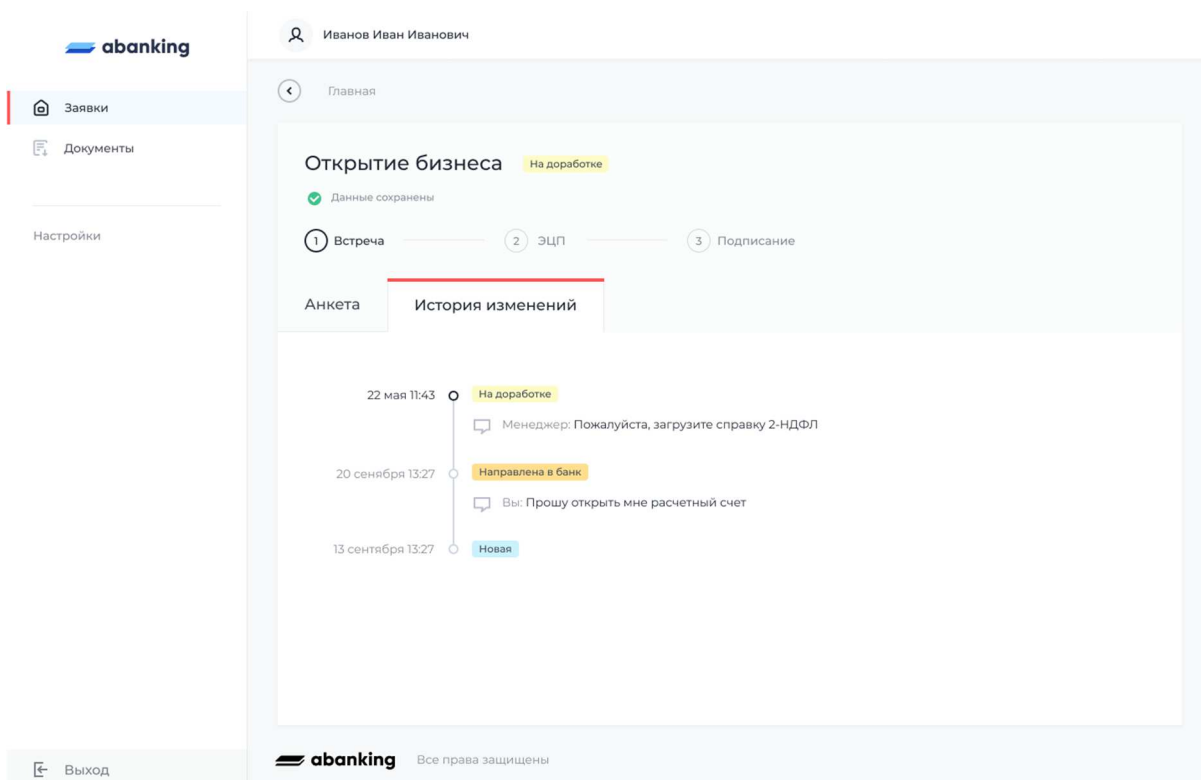 abanking
Иванов Иван Иванович
Главная
Заявки
Документы
Настройки
Открытие бизнеса На доработке
Данные сохранены
1 Встреча 2 ЭЦП 3 Подписание
Анкета История изменений
22 мая 11:43 На доработке
Менеджер: Пожалуйста, загрузите справку 2-НДФЛ
20 сенября 13:27 Направлена в банк
Вы: Прошу открыть мне расчетный счет
13 сентября 13:27 Новая
Выход
abanking Все права защищены